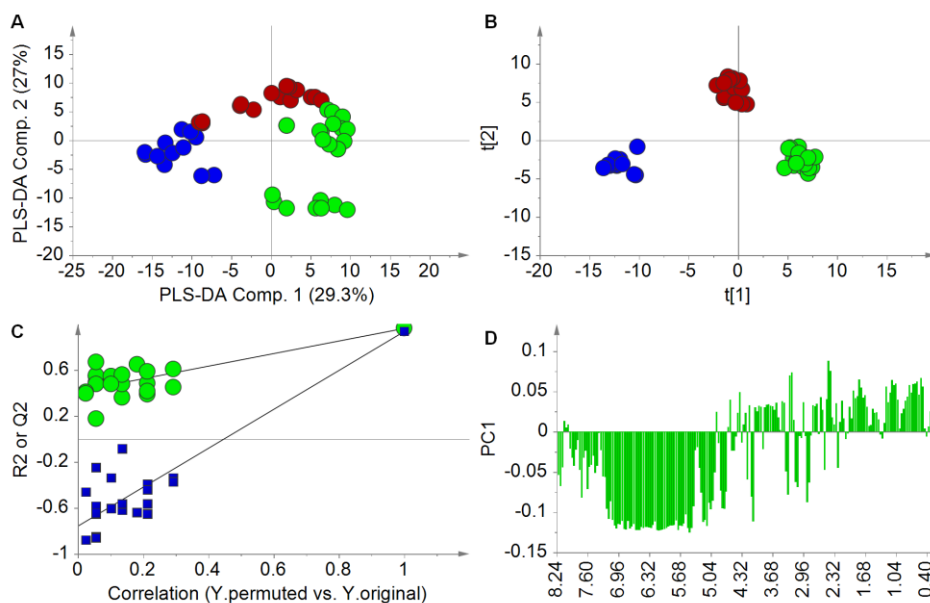 A
PLS-DA Comp. 2 (27%)
20
15
10
5
0
-5
-10
-15
-20
-25 -20 -15 -10 -5 0 5 10 15 20
PLS-DA Comp. 1 (29.3%)
B
t[2]
15
10
5
0
-5
-10
-15
-20 -15 -10 -5 0 5 10 15
t[1]
C
R2 or Q2
0.6
0.2
-0.2
-0.6
-1
0 0.2 0.4 0.6 0.8 1
Correlation (Y.permuted vs. Y.original)
D
PC1
0.1
0.05
0
-0.05
-0.10
-0.15
8.24 7.60 6.96 6.32 5.68 5.04 4.32 3.68 2.96 2.32 1.68 1.04 0.40